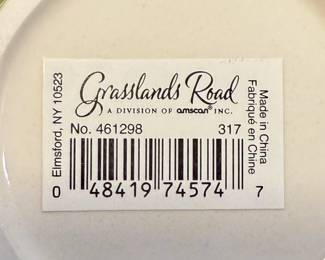 Grasslands Road
A DIVISION OF amscan® INC.
Elmsford, NY 10523
Made in China
Fabriqué en Chine
No. 461298 317
0 48419 74574 7